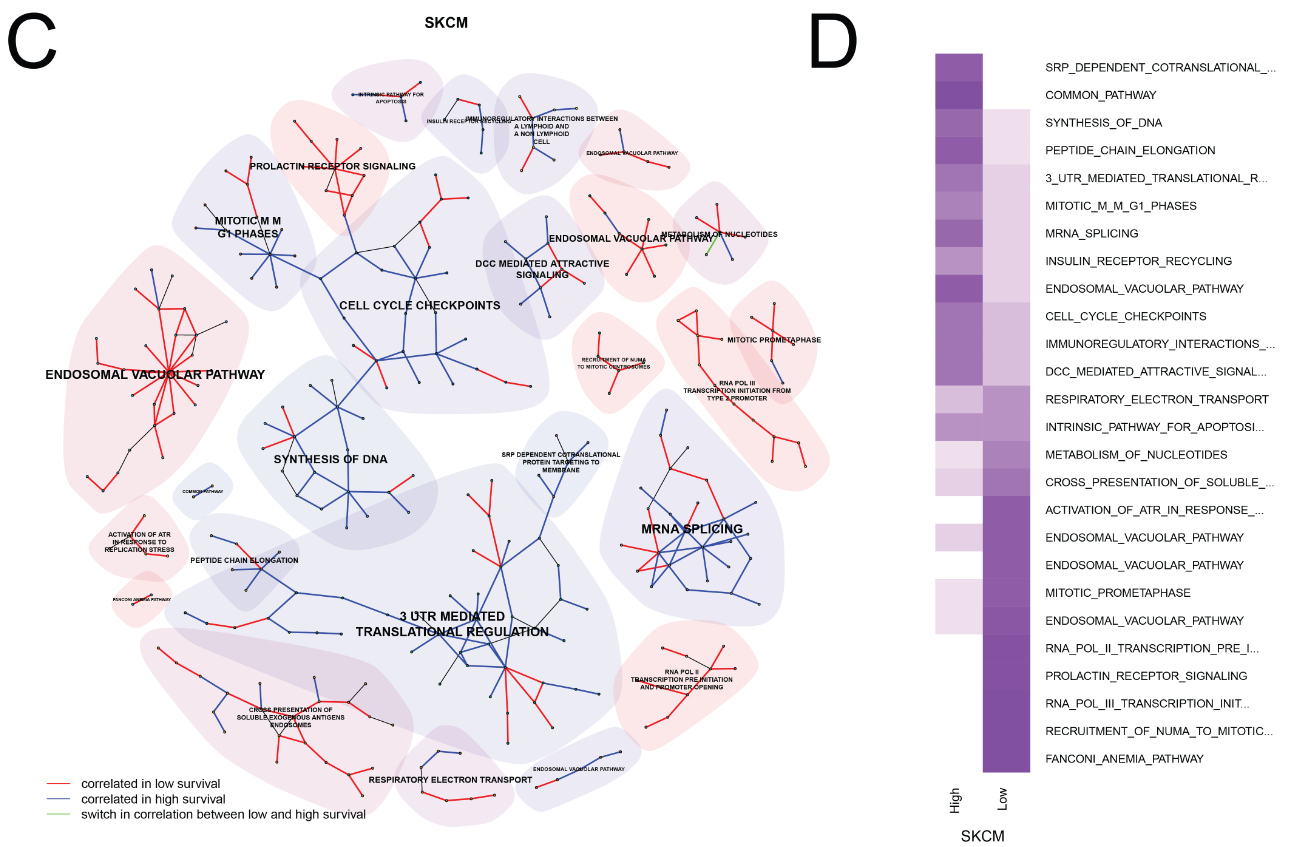 C
SKCM
INTRINSIC PATHWAY FOR
APOPTOSIS
INSULIN RECEPTOR RECYCLING
IMMUNOREGULATORY INTERACTIONS BETWEEN
A LYMPHOID AND
A NON LYMPHOID
CELL
ENDOSOMAL VACUOLAR PATHWAY
PROLACTIN RECEPTOR SIGNALING
MITOTIC M M
G1 PHASES
ENDOSOMAL VACUOLAR PATHWAY
METABOLISM OF NUCLEOTIDES
DCC MEDIATED ATTRACTIVE
SIGNALING
CELL CYCLE CHECKPOINTS
MITOTIC PROMETAPHASE
ENDOSOMAL VACUOLAR PATHWAY
RECRUITMENT OF NUMA
TO MITOTIC CENTROSOMES
RNA POL III
TRANSCRIPTION INITIATION FROM
TYPE 2 PROMOTER
SYNTHESIS OF DNA
SRP DEPENDENT COTRANSLATIONAL
PROTEIN TARGETING TO
MEMBRANE
COMMON PATHWAY
MRNA SPLICING
ACTIVATION OF ATR
IN RESPONSE TO
REPLICATION STRESS
PEPTIDE CHAIN ELONGATION
FANCONI ANEMIA PATHWAY
3 UTR MEDIATED
TRANSLATIONAL REGULATION
RNA POL II
TRANSCRIPTION PRE INITIATION
AND PROMOTER OPENING
CROSS PRESENTATION OF
SOLUBLE EXOGENOUS ANTIGENS
ENDOSOMES
RESPIRATORY ELECTRON TRANSPORT
ENDOSOMAL VACUOLAR PATHWAY
correlated in low survival
correlated in high survival
switch in correlation between low and high survival
D
SRP_DEPENDENT_COTRANSLATIONAL_...
COMMON_PATHWAY
SYNTHESIS_OF_DNA
PEPTIDE_CHAIN_ELONGATION
3_UTR_MEDIATED_TRANSLATIONAL_R...
MITOTIC_M_M_G1_PHASES
MRNA_SPLICING
INSULIN_RECEPTOR_RECYCLING
ENDOSOMAL_VACUOLAR_PATHWAY
CELL_CYCLE_CHECKPOINTS
IMMUNOREGULATORY_INTERACTIONS_...
DCC_MEDIATED_ATTRACTIVE_SIGNAL...
RESPIRATORY_ELECTRON_TRANSPORT
INTRINSIC_PATHWAY_FOR_APOPTOSI...
METABOLISM_OF_NUCLEOTIDES
CROSS_PRESENTATION_OF_SOLUBLE_...
ACTIVATION_OF_ATR_IN_RESPONSE_...
ENDOSOMAL_VACUOLAR_PATHWAY
ENDOSOMAL_VACUOLAR_PATHWAY
MITOTIC_PROMETAPHASE
ENDOSOMAL_VACUOLAR_PATHWAY
RNA_POL_II_TRANSCRIPTION_PRE_I...
PROLACTIN_RECEPTOR_SIGNALING
RNA_POL_III_TRANSCRIPTION_INIT...
RECRUITMENT_OF_NUMA_TO_MITOTIC...
FANCONI_ANEMIA_PATHWAY
High
Low
SKCM